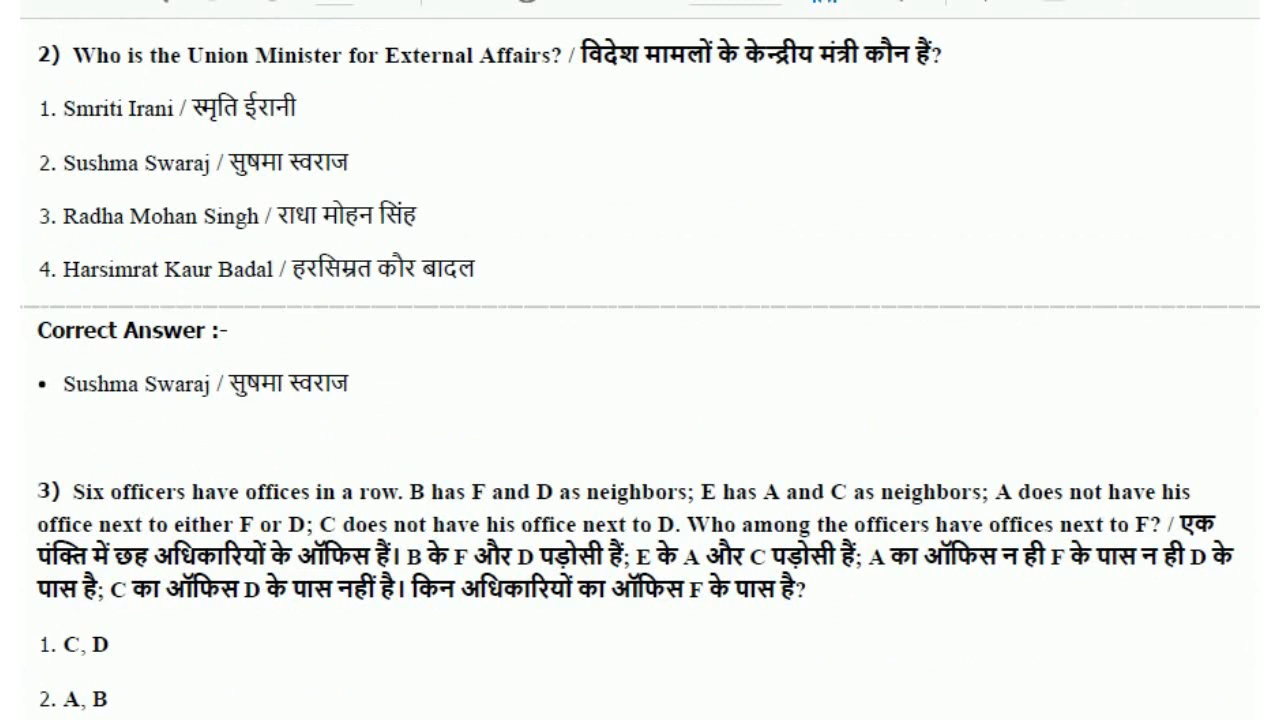 2) Who is the Union Minister for External Affairs? / विदेश मामलों के केन्द्रीय मंत्री कौन हैं?
1. Smriti Irani / स्मृति ईरानी
2. Sushma Swaraj / सुषमा स्वराज
3. Radha Mohan Singh / राधा मोहन सिंह
4. Harsimrat Kaur Badal / हरसिम्रत कौर बादल
Correct Answer :-
• Sushma Swaraj / सुषमा स्वराज
3) Six officers have offices in a row. B has F and D as neighbors; E has A and C as neighbors; A does not have his
office next to either F or D; C does not have his office next to D. Who among the officers have offices next to F? / एक
पंक्ति में छह अधिकारियों के ऑफिस हैं। B के F और D पड़ोसी हैं; E के A और C पड़ोसी हैं; A का ऑफिस न ही F के पास न ही D के
पास है; C का ऑफिस D के पास नहीं है। किन अधिकारियों का ऑफिस F के पास है?
1. C, D
2. A, B